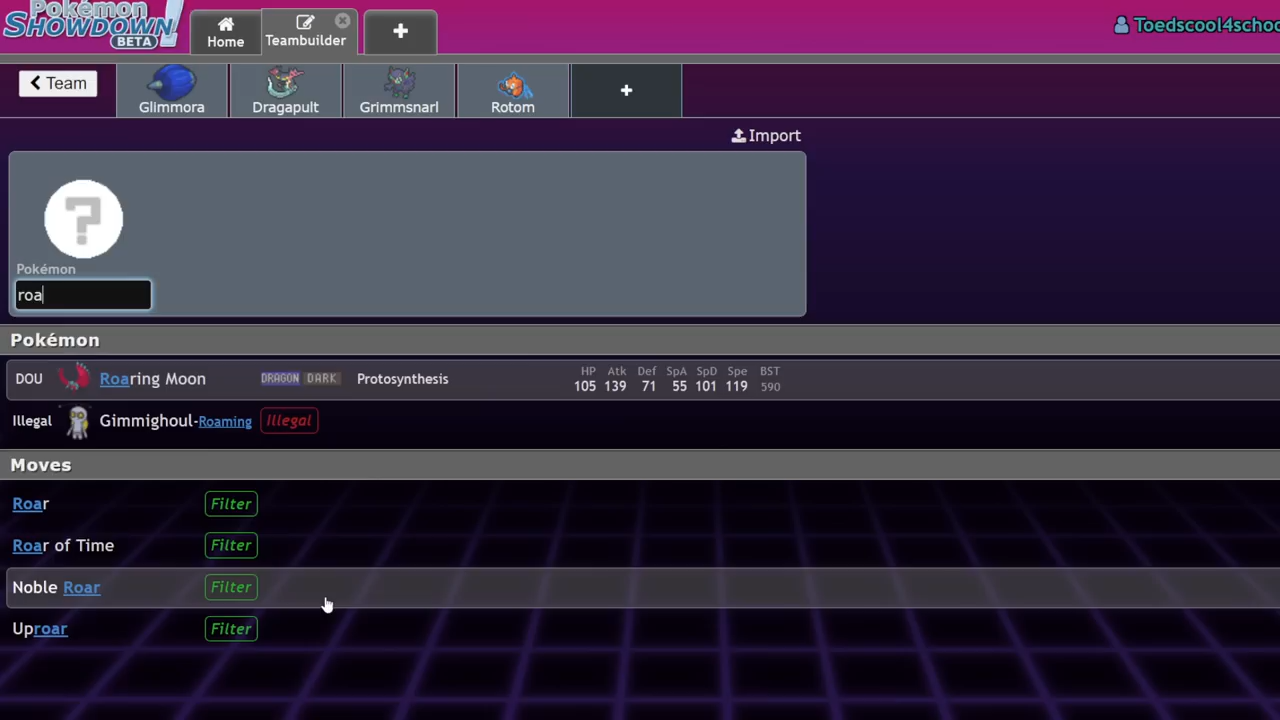 Pokémon
SHOWDOWN!
BETA
Home
Teambuilder
Toedscool4schoo
Team
Glimmora
Dragapult
Grimmsnarl
Rotom
Import
Pokémon
roa
Pokémon
DOU Roaring Moon DRAGON DARK Protosynthesis HP 105 Atk 139 Def 71 SpA 55 SpD 101 Spe 119 BST 590
Illegal Gimmighoul-Roaming Illegal
Moves
Roar Filter
Roar of Time Filter
Noble Roar Filter
Uproar Filter